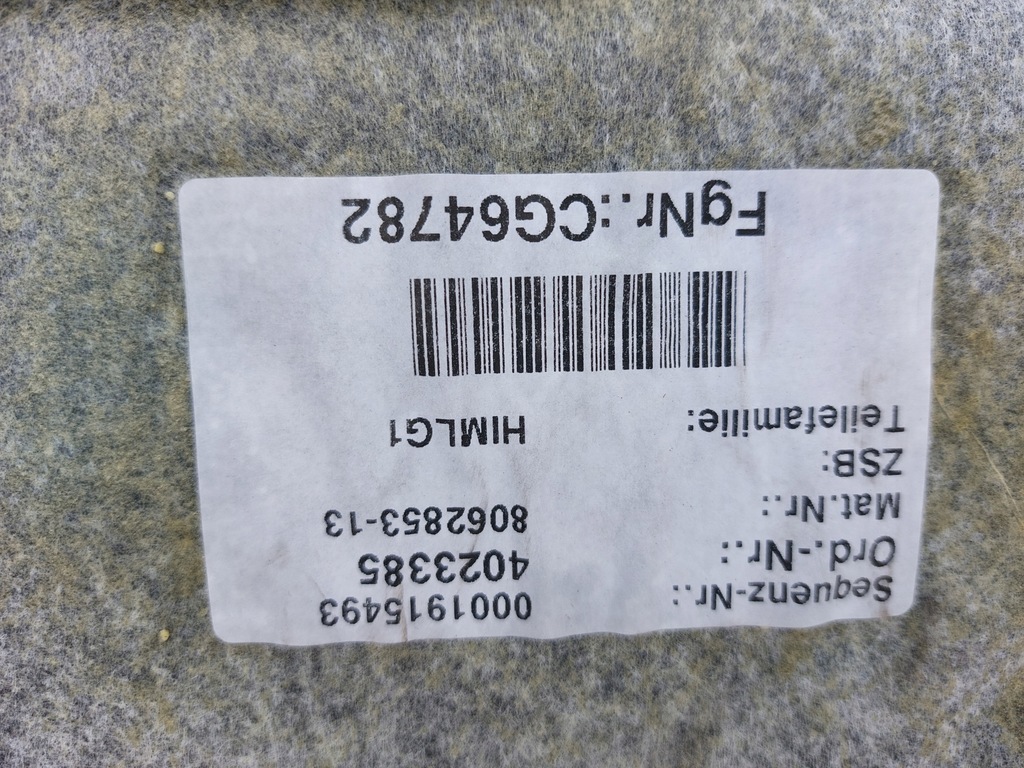 Sequenz-Nr.: 0001915493
Ord.-Nr.: 4023385
Mat.Nr.: 8062853-13
ZSB:
Teilefamilie: HIMLG1
FgNr.:CG64782